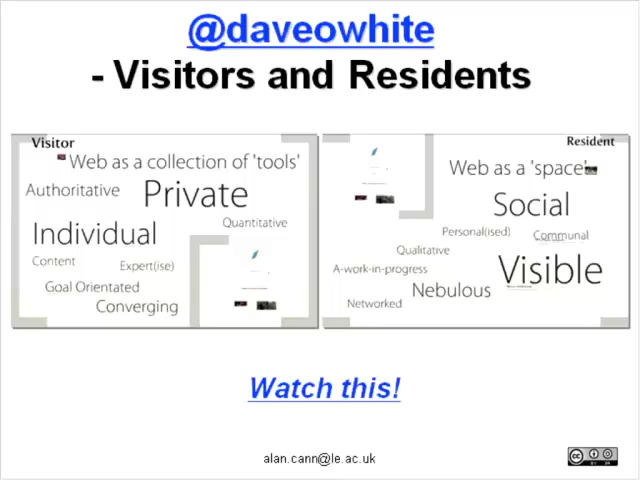 @daveowhite
- Visitors and Residents
Visitor
Web as a collection of 'tools'
Authoritative
Private
Quantitative
Individual
Content
Expert(ise)
Goal Orientated
Converging
Resident
Web as a 'space'
Social
Personal(ised)
Communal
Qualitative
A-work-in-progress
Visible
Nebulous
Networked
Watch this!
alan.cann@le.ac.uk
cc
BY